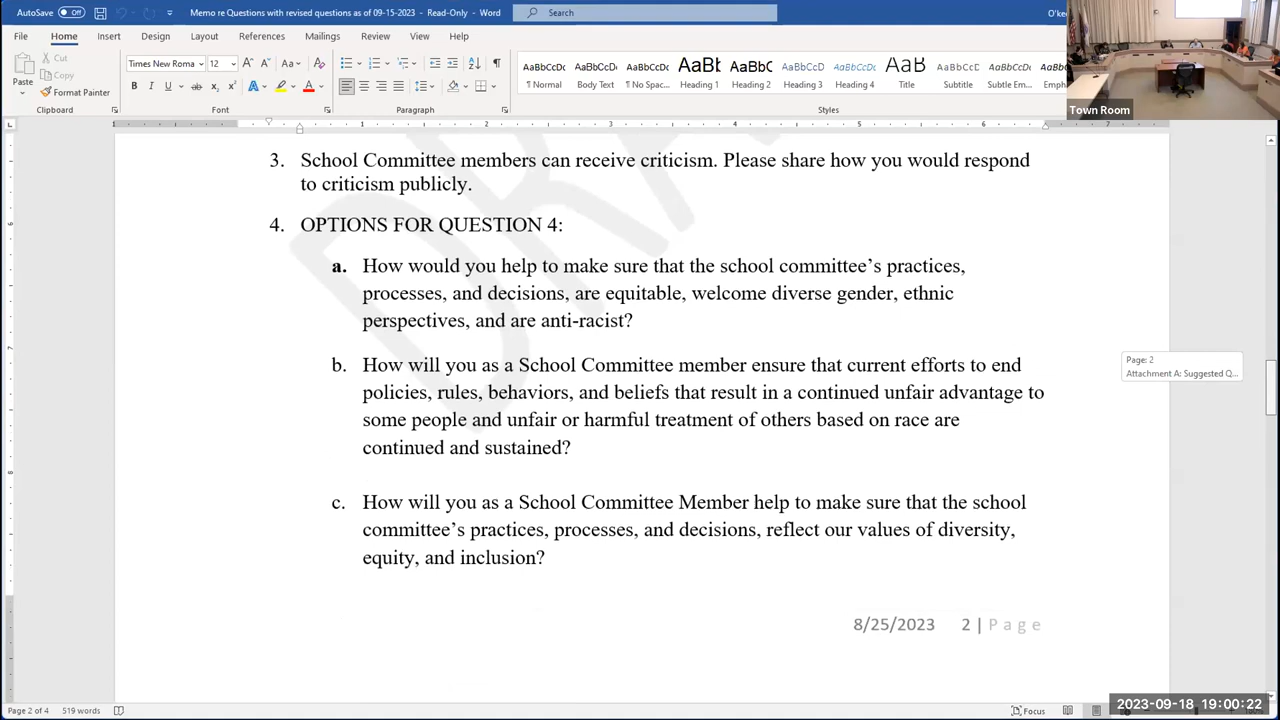 AutoSave Off Memo re Questions with revised questions as of 09-15-2023 - Read-Only - Word Search
File Home Insert Design Layout References Mailings Review View Help
Paste Cut Copy Format Painter
Times New Roma 12
AaBbCcDc AaBbCcDc AaBbCcDc AaBb AaBbC AaBbCcD AaBbCcDc AaB AaBbCcD AaBbCcDc
¶ Normal Body Text ¶ No Spac... Heading 1 Heading 2 Heading 3 Heading 4 Title Subtitle Subtle Em...
Clipboard Font Paragraph Styles
Town Room
3. School Committee members can receive criticism. Please share how you would respond
to criticism publicly.
4. OPTIONS FOR QUESTION 4:
a. How would you help to make sure that the school committee’s practices,
processes, and decisions, are equitable, welcome diverse gender, ethnic
perspectives, and are anti-racist?
b. How will you as a School Committee member ensure that current efforts to end
policies, rules, behaviors, and beliefs that result in a continued unfair advantage to
some people and unfair or harmful treatment of others based on race are
continued and sustained?
c. How will you as a School Committee Member help to make sure that the school
committee’s practices, processes, and decisions, reflect our values of diversity,
equity, and inclusion?
Page: 2
Attachment A: Suggested Q...
8/25/2023 2 | Page
Page 2 of 4 519 words Focus
2023-09-18 19:00:22